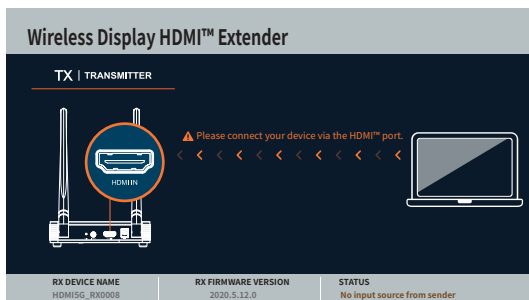 Wireless Display HDMI™ Extender
TX | TRANSMITTER
Please connect your device via the HDMI™ port.
HDMI IN
RX DEVICE NAME
HDMI5G_RX0008
RX FIRMWARE VERSION
2020.5.12.0
STATUS
No input source from sender